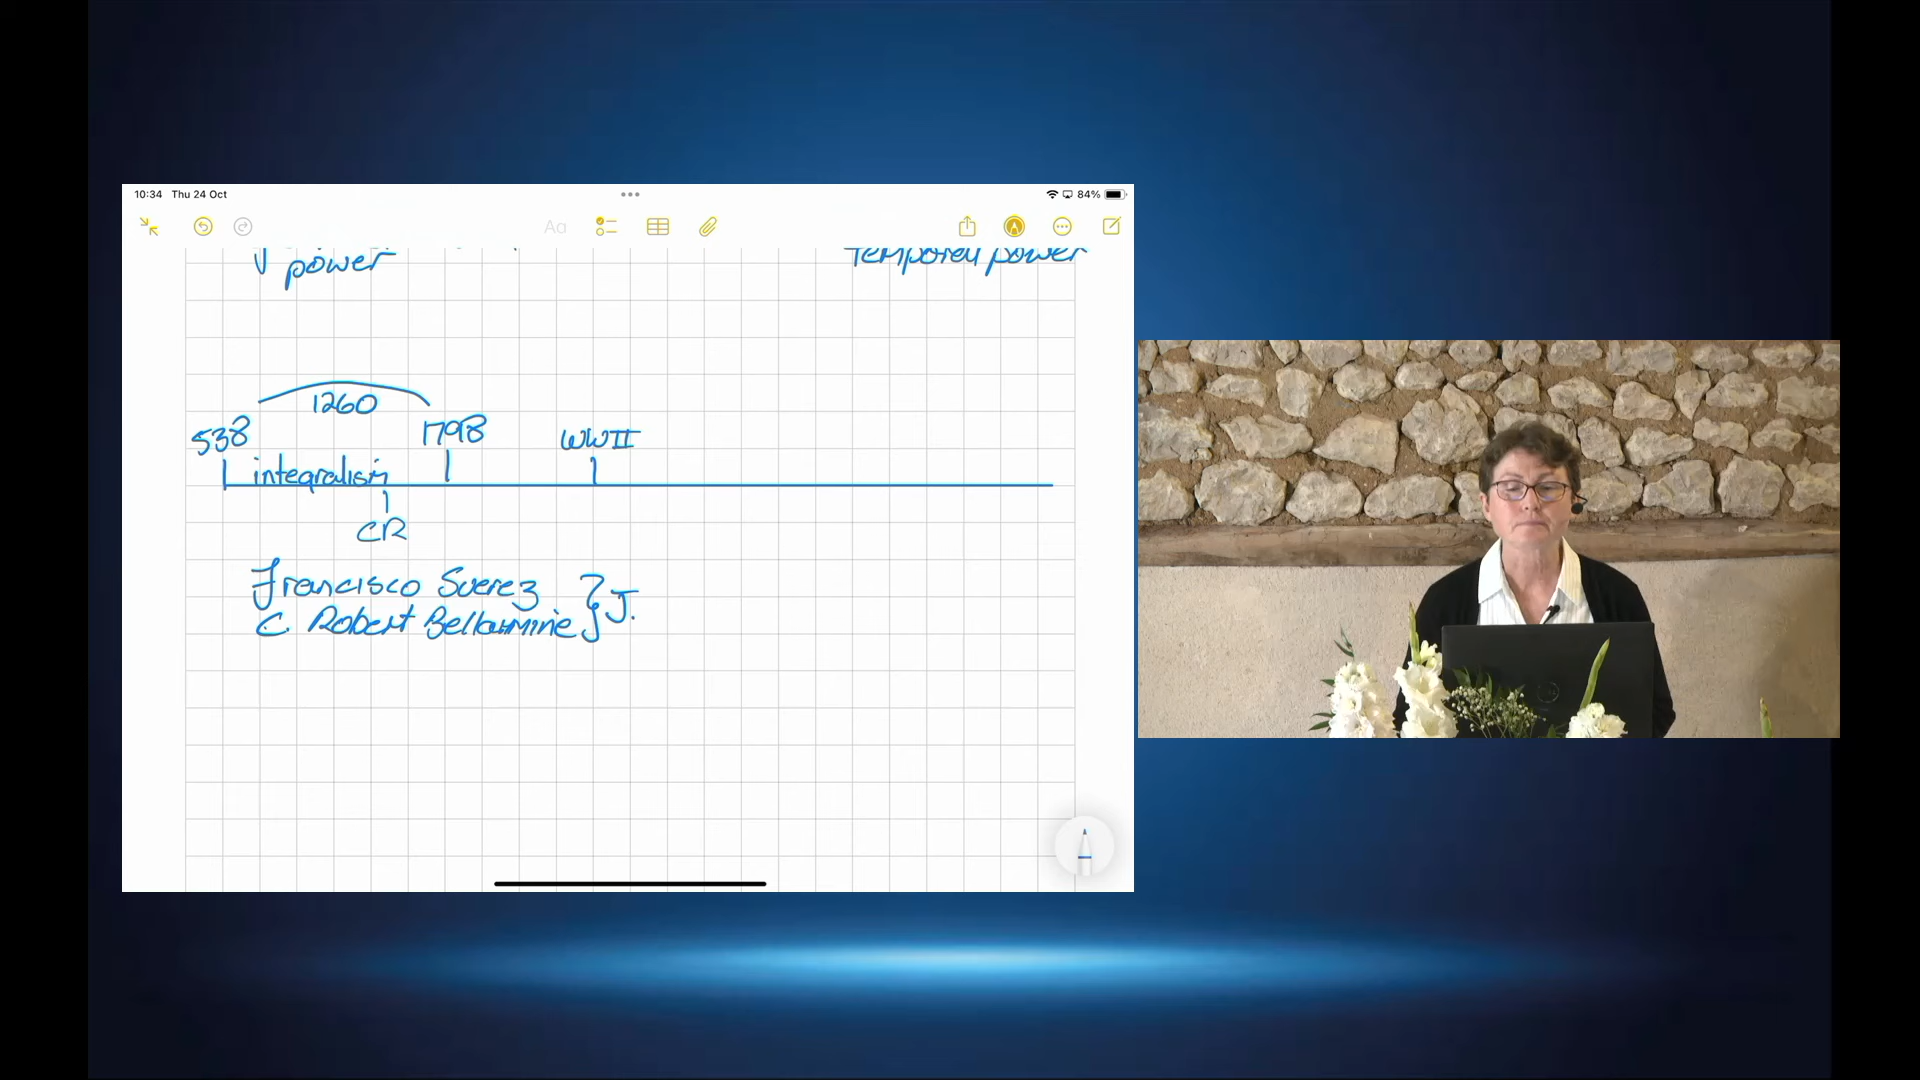 10:34 Thu 24 Oct
84%
Aa
power
temporal power
1260
538
1798
WWII
integralism
CR
Francisco Suerez
C. Robert Bellarmine } J.